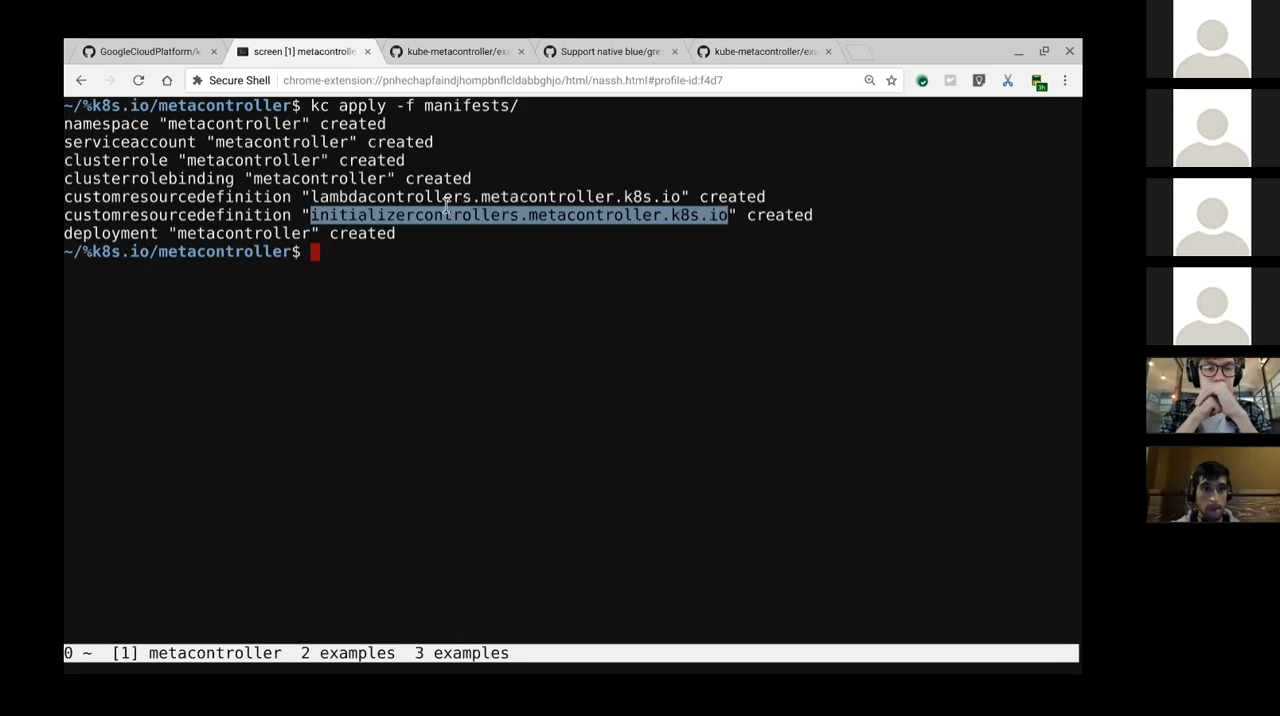 GoogleCloudPlatform/k
screen [1] metacontrolle
kube-metacontroller/exa
Support native blue/gre
kube-metacontroller/exa
Secure Shell
chrome-extension://pnhechapfaindjhompbnflcldabbghjo/html/nassh.html#profile-id:f4d7
3h
~/%k8s.io/metacontroller$ kc apply -f manifests/
namespace "metacontroller" created
serviceaccount "metacontroller" created
clusterrole "metacontroller" created
clusterrolebinding "metacontroller" created
customresourcedefinition "lambdacontrollers.metacontroller.k8s.io" created
customresourcedefinition "initializercontrollers.metacontroller.k8s.io" created
deployment "metacontroller" created
~/%k8s.io/metacontroller$
0 ~ [1] metacontroller 2 examples 3 examples